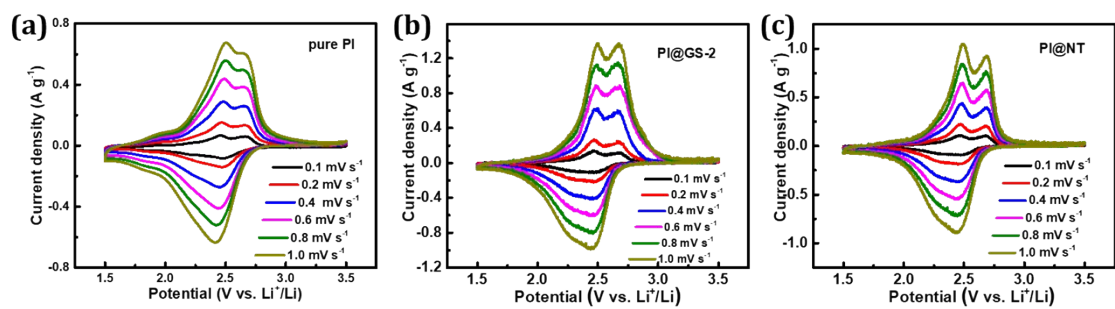 (a)
pure PI
0.8
0.4
0.0
-0.4
-0.8
Current density (A g⁻¹)
0.1 mV s⁻¹
0.2 mV s⁻¹
0.4 mV s⁻¹
0.6 mV s⁻¹
0.8 mV s⁻¹
1.0 mV s⁻¹
1.5 2.0 2.5 3.0 3.5
Potential (V vs. Li⁺/Li)
(b)
PI@GS-2
1.2
0.8
0.4
0.0
-0.4
-0.8
-1.2
Current density (A g⁻¹)
0.1 mV s⁻¹
0.2 mV s⁻¹
0.4 mV s⁻¹
0.6 mV s⁻¹
0.8 mV s⁻¹
1.0 mV s⁻¹
1.5 2.0 2.5 3.0 3.5
Potential (V vs. Li⁺/Li)
(c)
PI@NT
1.0
0.5
0.0
-0.5
-1.0
Current density (A g⁻¹)
0.1 mV s⁻¹
0.2 mV s⁻¹
0.4 mV s⁻¹
0.6 mV s⁻¹
0.8 mV s⁻¹
1.0 mV s⁻¹
1.5 2.0 2.5 3.0 3.5
Potential (V vs. Li⁺/Li)